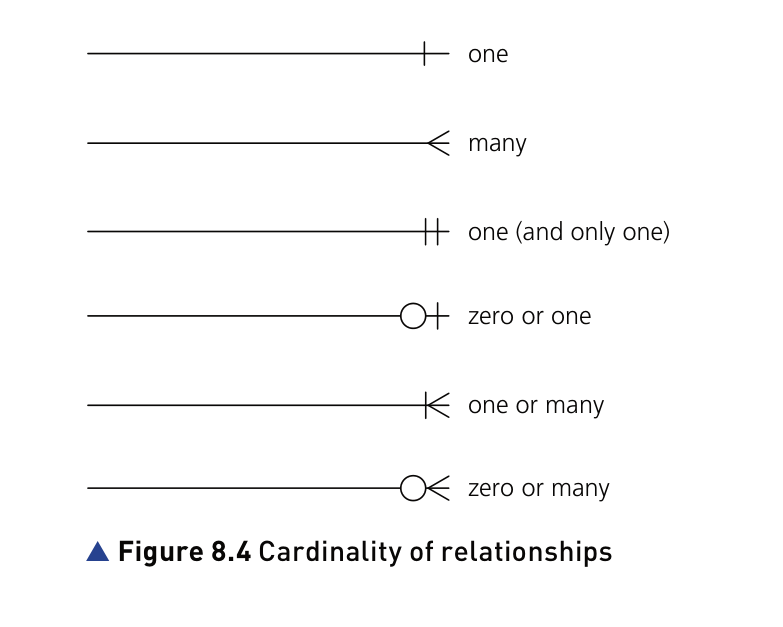 one
many
one (and only one)
zero or one
one or many
zero or many
▲ Figure 8.4 Cardinality of relationships